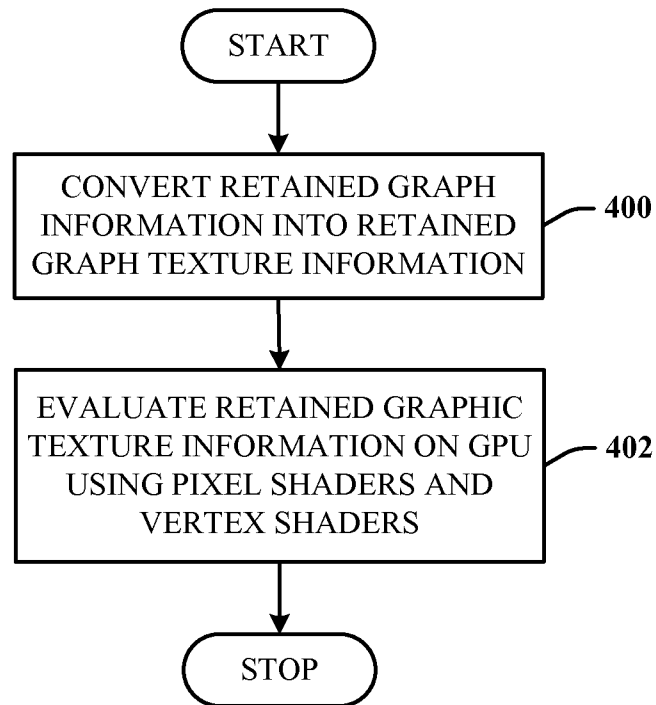 START
CONVERT RETAINED GRAPH
INFORMATION INTO RETAINED
GRAPH TEXTURE INFORMATION
400
EVALUATE RETAINED GRAPHIC
TEXTURE INFORMATION ON GPU
USING PIXEL SHADERS AND
VERTEX SHADERS
402
STOP